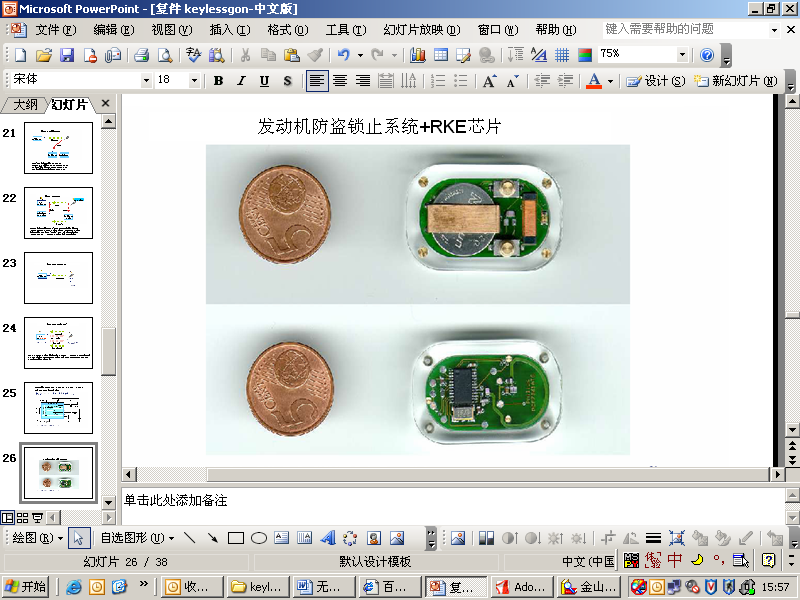 Microsoft PowerPoint - [复件 keylessgon-中文版]
文件(F) 编辑(E) 视图(V) 插入(I) 格式(O) 工具(T) 幻灯片放映(D) 窗口(W) 帮助(H) 键入需要帮助的问题
75%
宋体 18 B I U S A A A 设计(S) 新幻灯片(N)
大纲 幻灯片
发动机防盗锁止系统+RKE芯片
21
22
23
24
25
26
5 CENT
5
单击此处添加备注
绘图(R) 自选图形(U)
幻灯片 26 / 38 默认设计模板 中文(中国
开始 收... keyl... 无... 百... 复... Ado... 金山... 15:57